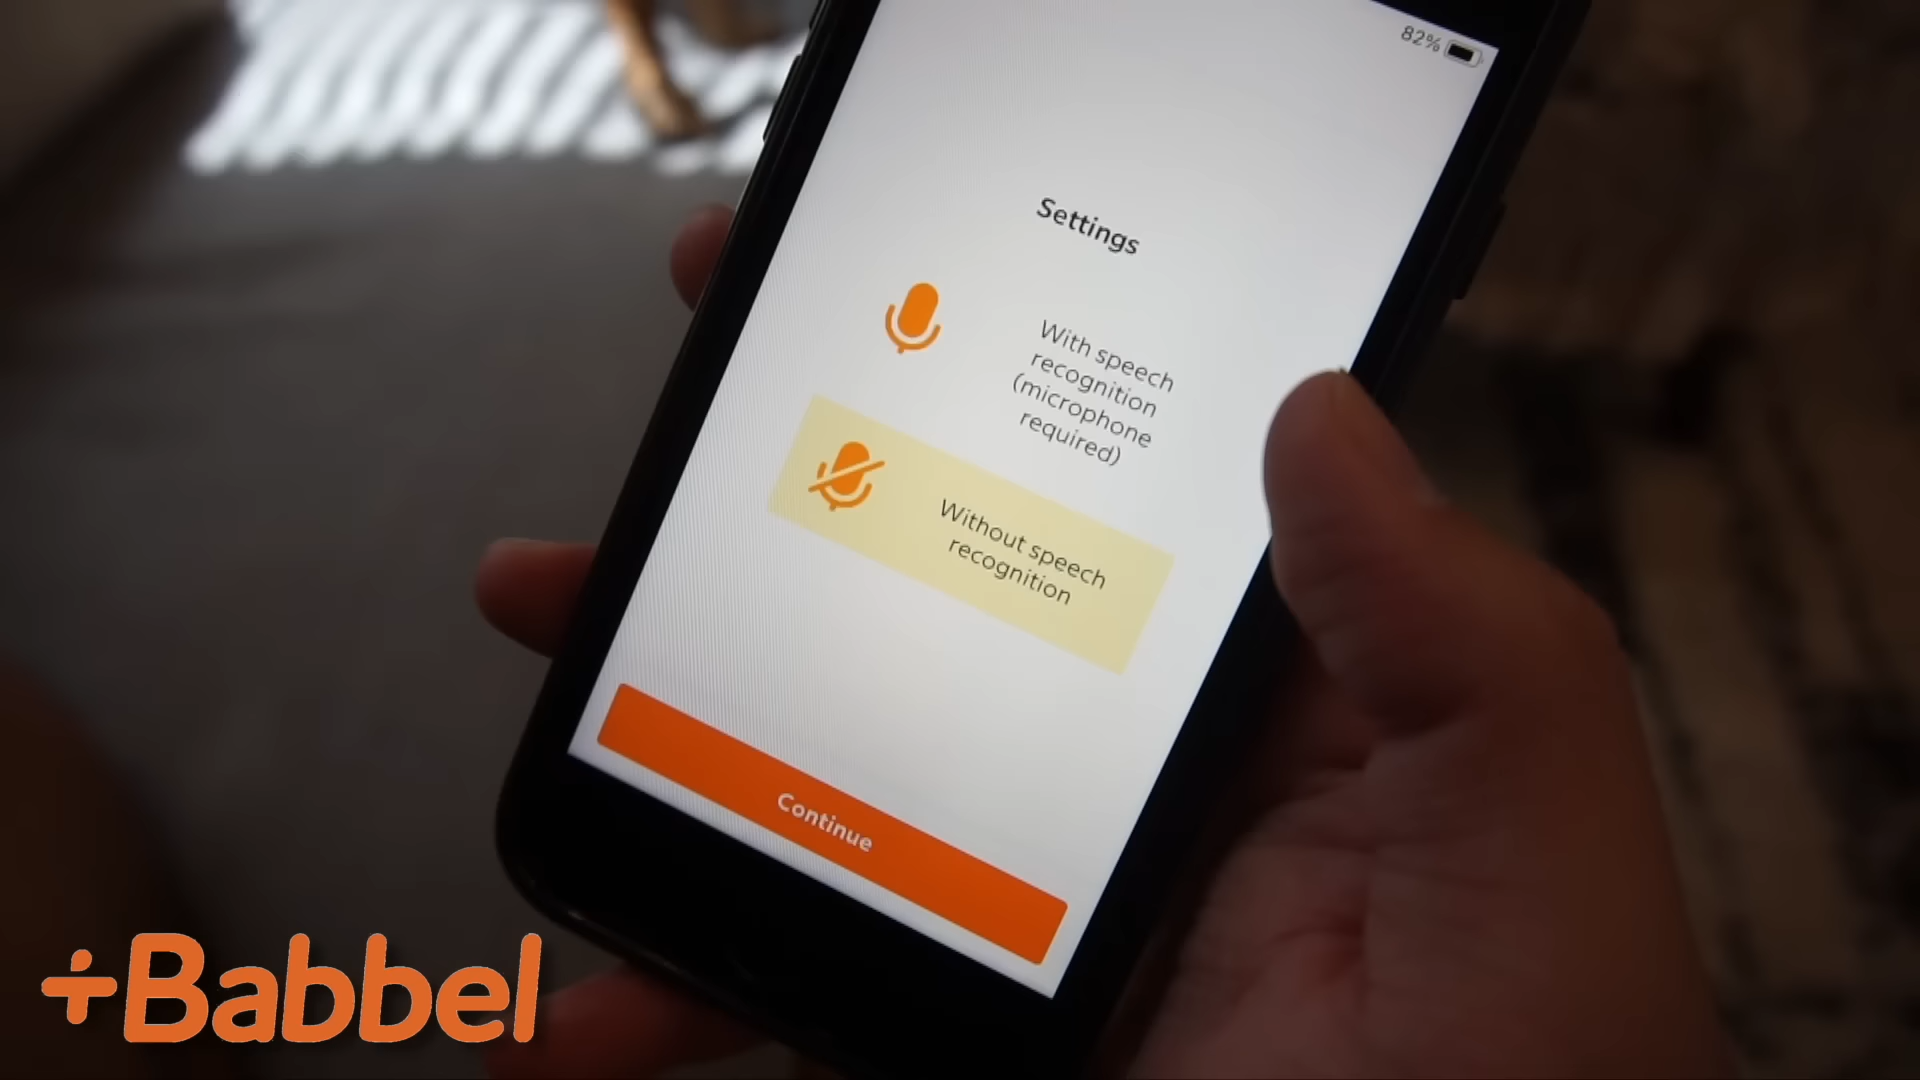 82%
Settings
With speech
recognition
(microphone
required)
Without speech
recognition
Continue
+Babbel